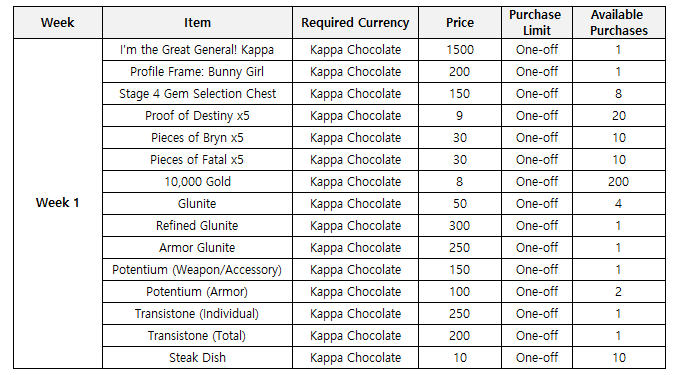 Week Item Required Currency Price Purchase Limit Available Purchases
I'm the Great General! Kappa Kappa Chocolate 1500 One-off 1
Profile Frame: Bunny Girl Kappa Chocolate 200 One-off 1
Stage 4 Gem Selection Chest Kappa Chocolate 150 One-off 8
Proof of Destiny x5 Kappa Chocolate 9 One-off 20
Pieces of Bryn x5 Kappa Chocolate 30 One-off 10
Pieces of Fatal x5 Kappa Chocolate 30 One-off 10
10,000 Gold Kappa Chocolate 8 One-off 200
Week 1 Glunite Kappa Chocolate 50 One-off 4
Refined Glunite Kappa Chocolate 300 One-off 1
Armor Glunite Kappa Chocolate 250 One-off 1
Potentium (Weapon/Accessory) Kappa Chocolate 150 One-off 1
Potentium (Armor) Kappa Chocolate 100 One-off 2
Transistone (Individual) Kappa Chocolate 250 One-off 1
Transistone (Total) Kappa Chocolate 200 One-off 1
Steak Dish Kappa Chocolate 10 One-off 10